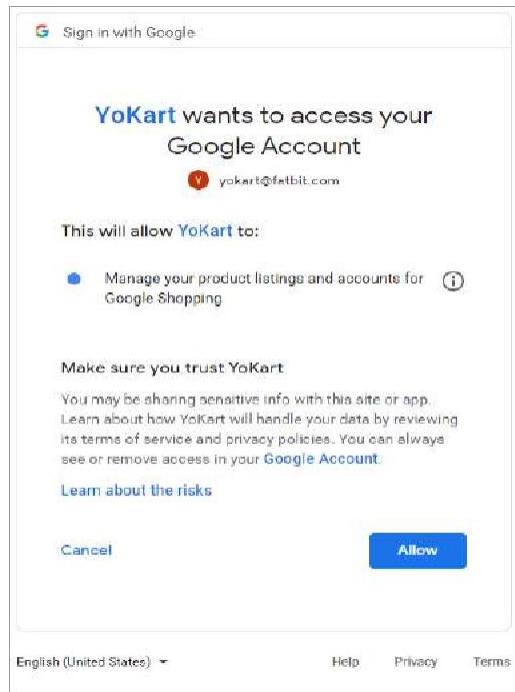 Sign in with Google
YoKart wants to access your
Google Account
Y yokart@fatbit.com
This will allow YoKart to:
Manage your product listings and accounts for
Google Shopping
Make sure you trust YoKart
You may be sharing sensitive info with this site or app.
Learn about how YoKart will handle your data by reviewing
its terms of service and privacy policies. You can always
see or remove access in your Google Account.
Learn about the risks
Cancel Allow
English (United States) Help Privacy Terms